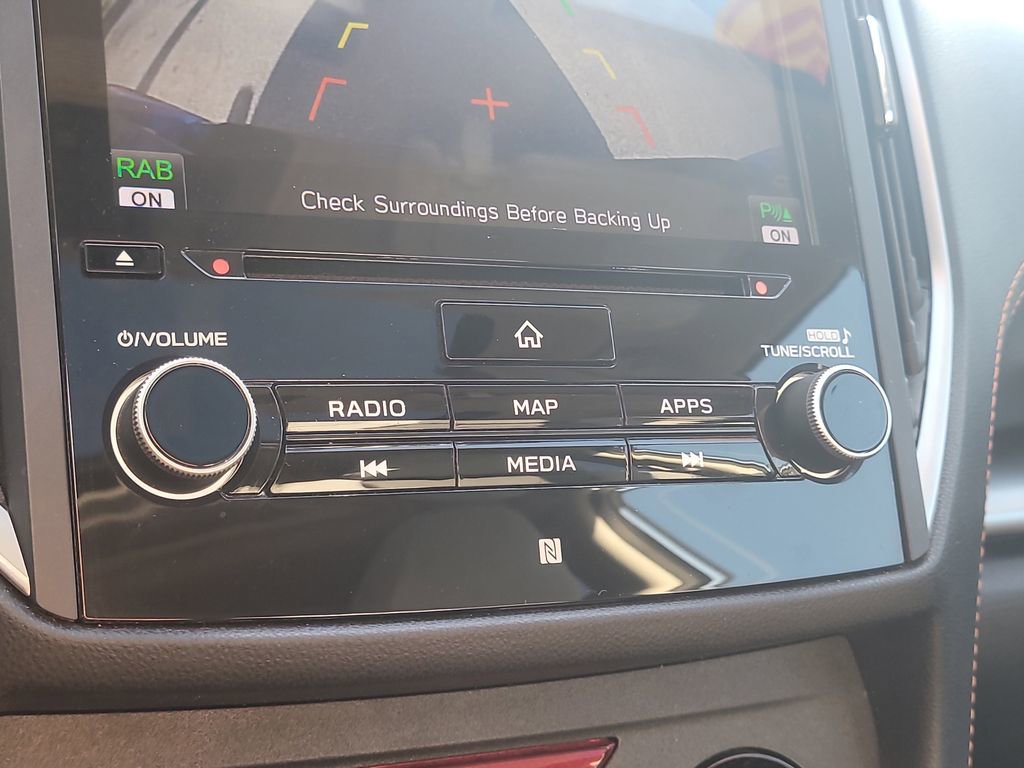 RAB
ON
Check Surroundings Before Backing Up
P
ON
/VOLUME
HOLD
TUNE/SCROLL
RADIO
MAP
APPS
MEDIA
N